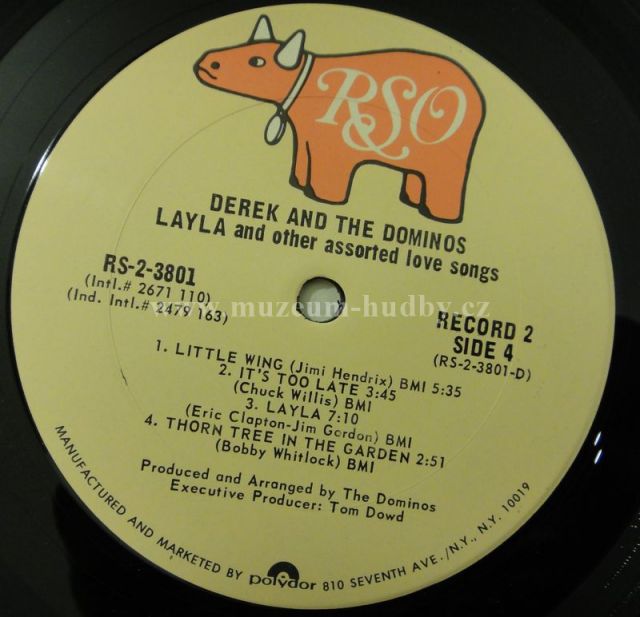 RSO
DEREK AND THE DOMINOS
LAYLA and other assorted love songs
RS-2-3801
(Intl.# 2671 110)
(Ind. Intl.# 2479 163)
www.muzeum-hudby.cz
RECORD 2
SIDE 4
(RS-2-3801-D)
1. LITTLE WING (Jimi Hendrix) BMI 5:35
2. IT'S TOO LATE 3:45
(Chuck Willis) BMI
3. LAYLA 7:10
(Eric Clapton-Jim Gordon) BMI
4. THORN TREE IN THE GARDEN 2:51
(Bobby Whitlock) BMI
Produced and Arranged by The Dominos
Executive Producer: Tom Dowd
MANUFACTURED AND MARKETED BY polydor 810 SEVENTH AVE./N.Y., N.Y. 10019